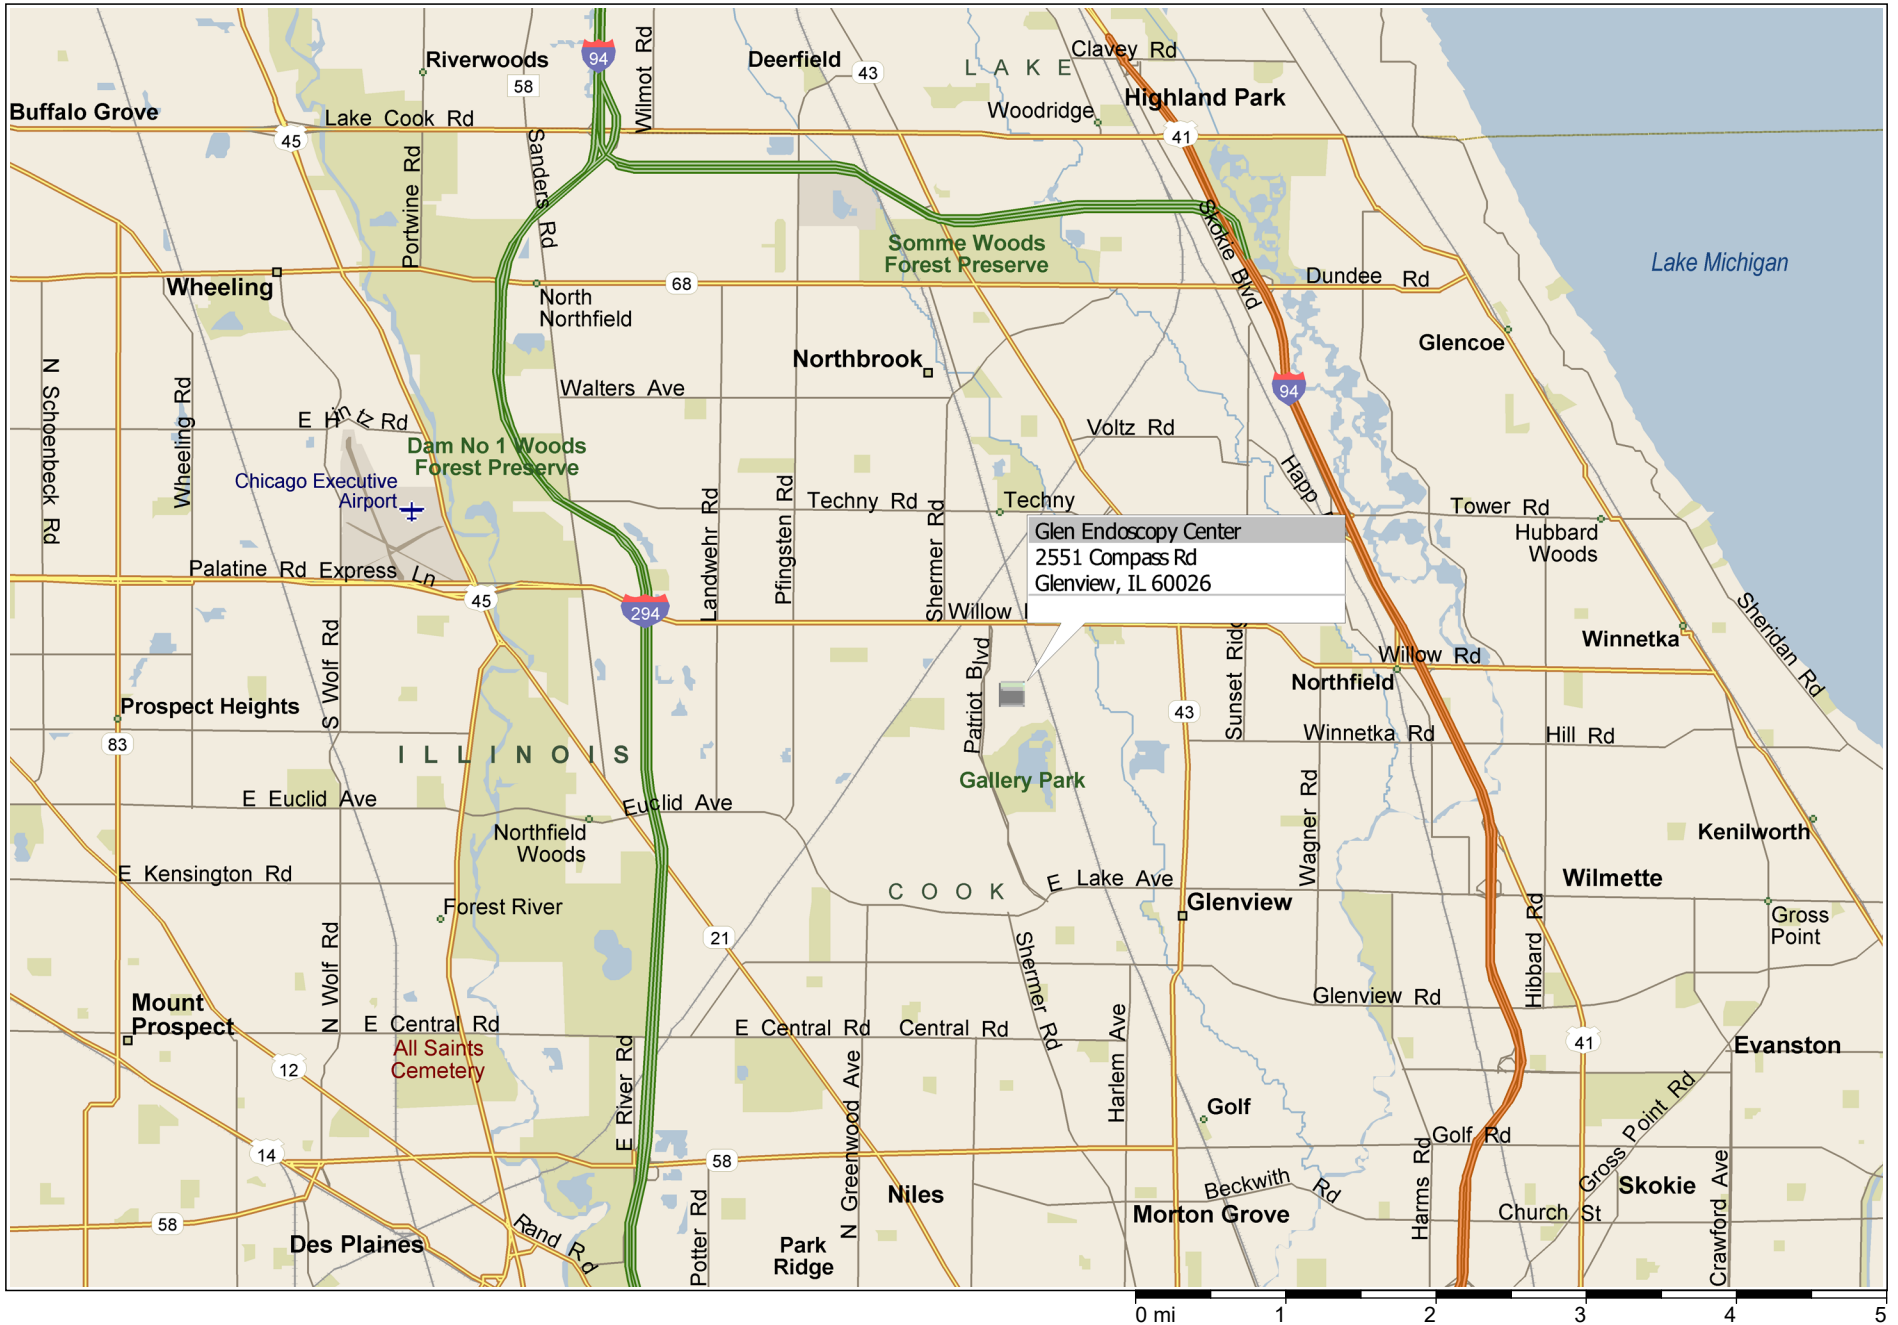 Riverwoods
94
Wilmot Rd
Deerfield
43
LAKE
Clavey Rd
58
Highland Park
Buffalo Grove
Woodridge
Lake Cook Rd
45
41
Portwine Rd
Sanders Rd
Skokie Blvd
Somme Woods
Forest Preserve
Lake Michigan
Wheeling
68
Dundee Rd
North
Northfield
Glencoe
Northbrook
N Schoenbeck Rd
Wheeling Rd
Walters Ave
94
E Hintz Rd
Voltz Rd
Dam No 1 Woods
Forest Preserve
Happ
Chicago Executive
Airport
Landwehr Rd
Pfingsten Rd
Techny Rd
Shermer Rd
Techny
Tower Rd
Hubbard
Woods
Glen Endoscopy Center
2551 Compass Rd
Glenview, IL 60026
Palatine Rd Express Ln
45
294
Willow
Sheridan Rd
Winnetka
S Wolf Rd
Patriot Blvd
Sunset Ridg
Willow Rd
Northfield
Prospect Heights
43
83
Winnetka Rd
Hill Rd
ILLINOIS
Gallery Park
E Euclid Ave
Euclid Ave
Wagner Rd
Northfield
Woods
Kenilworth
E Kensington Rd
E Lake Ave
Wilmette
COOK
Forest River
Glenview
Hibbard Rd
Gross
Point
21
N Wolf Rd
Shermer Rd
Mount
Prospect
Glenview Rd
E Central Rd
E Central Rd
Central Rd
All Saints
Cemetery
E River Rd
N Greenwood Ave
Harlem Ave
41
Evanston
12
Golf
Gross Point Rd
14
58
Golf Rd
Harms Rd
Niles
Beckwith Rd
Skokie
Crawford Ave
58
Rand Rd
Potter Rd
Morton Grove
Church St
Des Plaines
Park
Ridge
0 mi 1 2 3 4 5